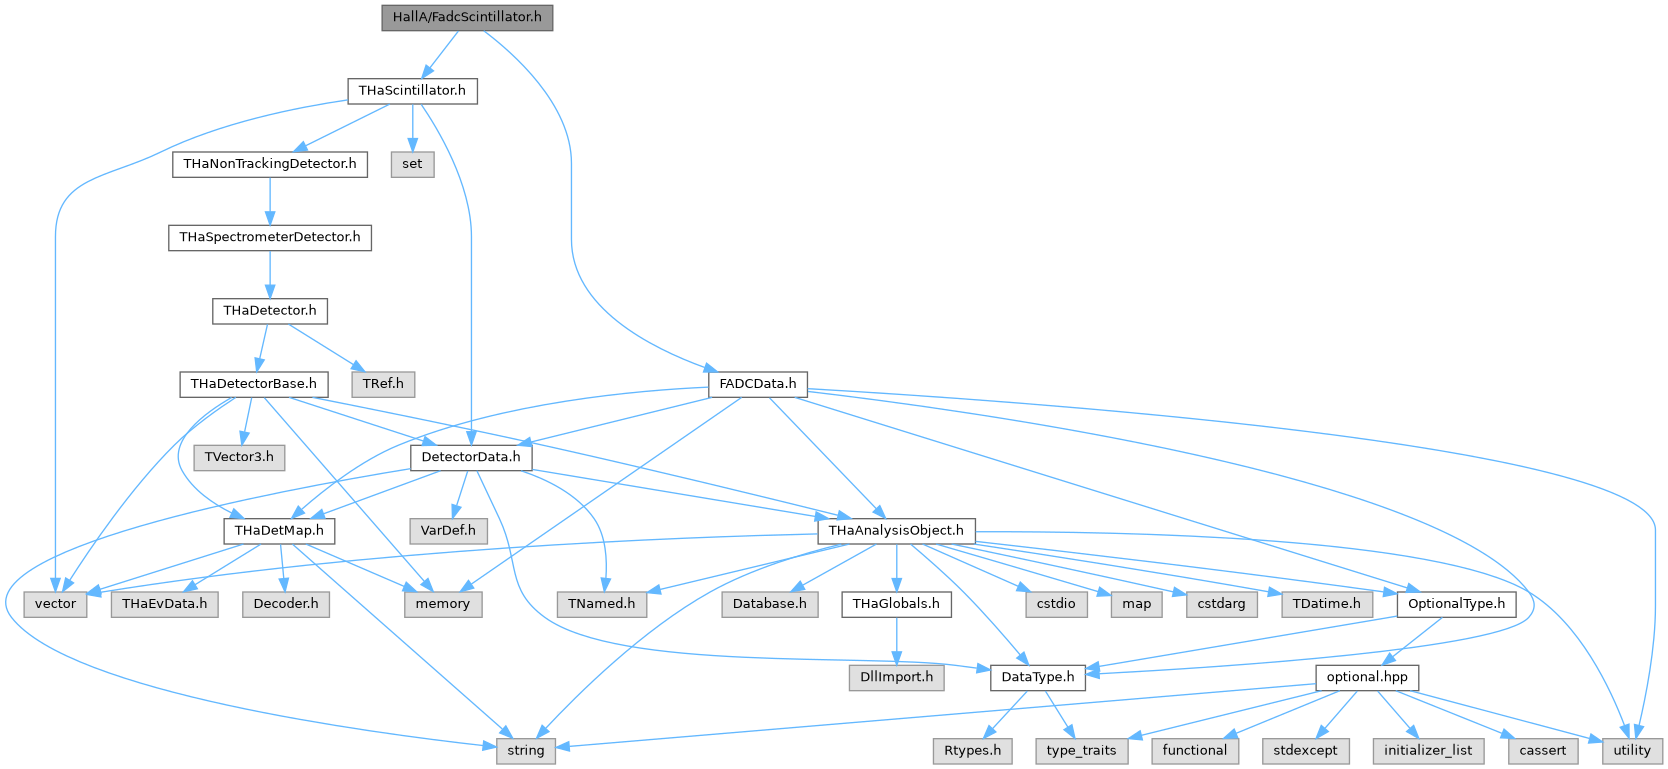 HallA/FadcScintillator.h
THaScintillator.h
THaNonTrackingDetector.h
set
THaSpectrometerDetector.h
THaDetector.h
THaDetectorBase.h
TRef.h
FADCData.h
TVector3.h
DetectorData.h
THaDetMap.h
VarDef.h
THaAnalysisObject.h
vector
THaEvData.h
Decoder.h
memory
TNamed.h
Database.h
THaGlobals.h
cstdio
map
cstdarg
TDatime.h
OptionalType.h
DllImport.h
DataType.h
optional.hpp
string
Rtypes.h
type_traits
functional
stdexcept
initializer_list
cassert
utility